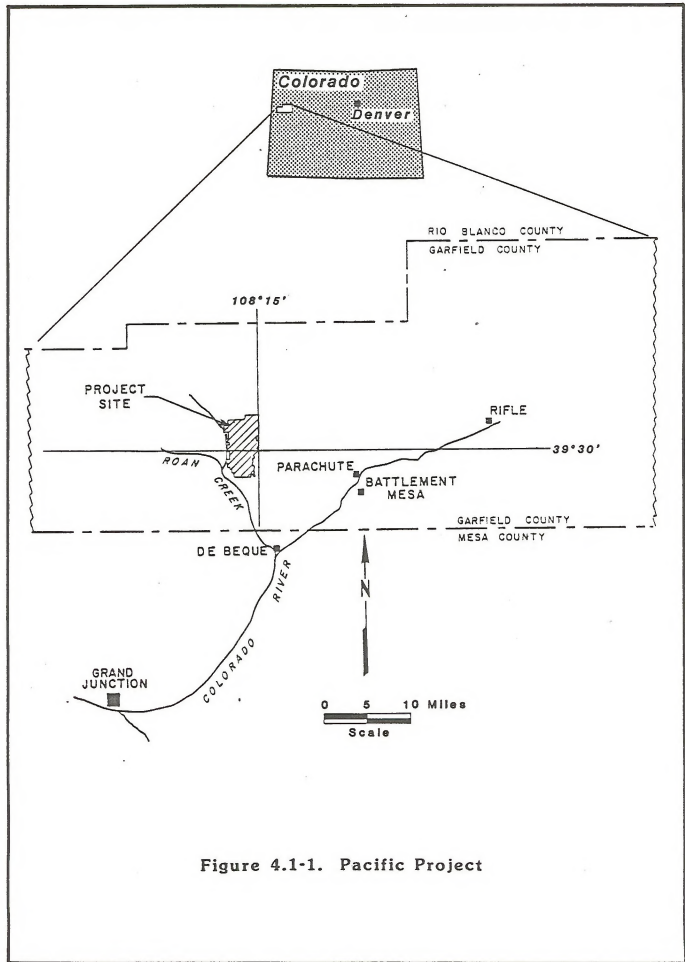 Colorado
Denver
RIO BLANCO COUNTY
GARFIELD COUNTY
108°15'
PROJECT
SITE
RIFLE
39°30'
ROAN
CREEK
PARACHUTE
BATTLEMENT
MESA
GARFIELD COUNTY
MESA COUNTY
DE BEQUE
COLORADO RIVER
N
GRAND
JUNCTION
0 5 10 Miles
Scale
Figure 4.1-1. Pacific Project